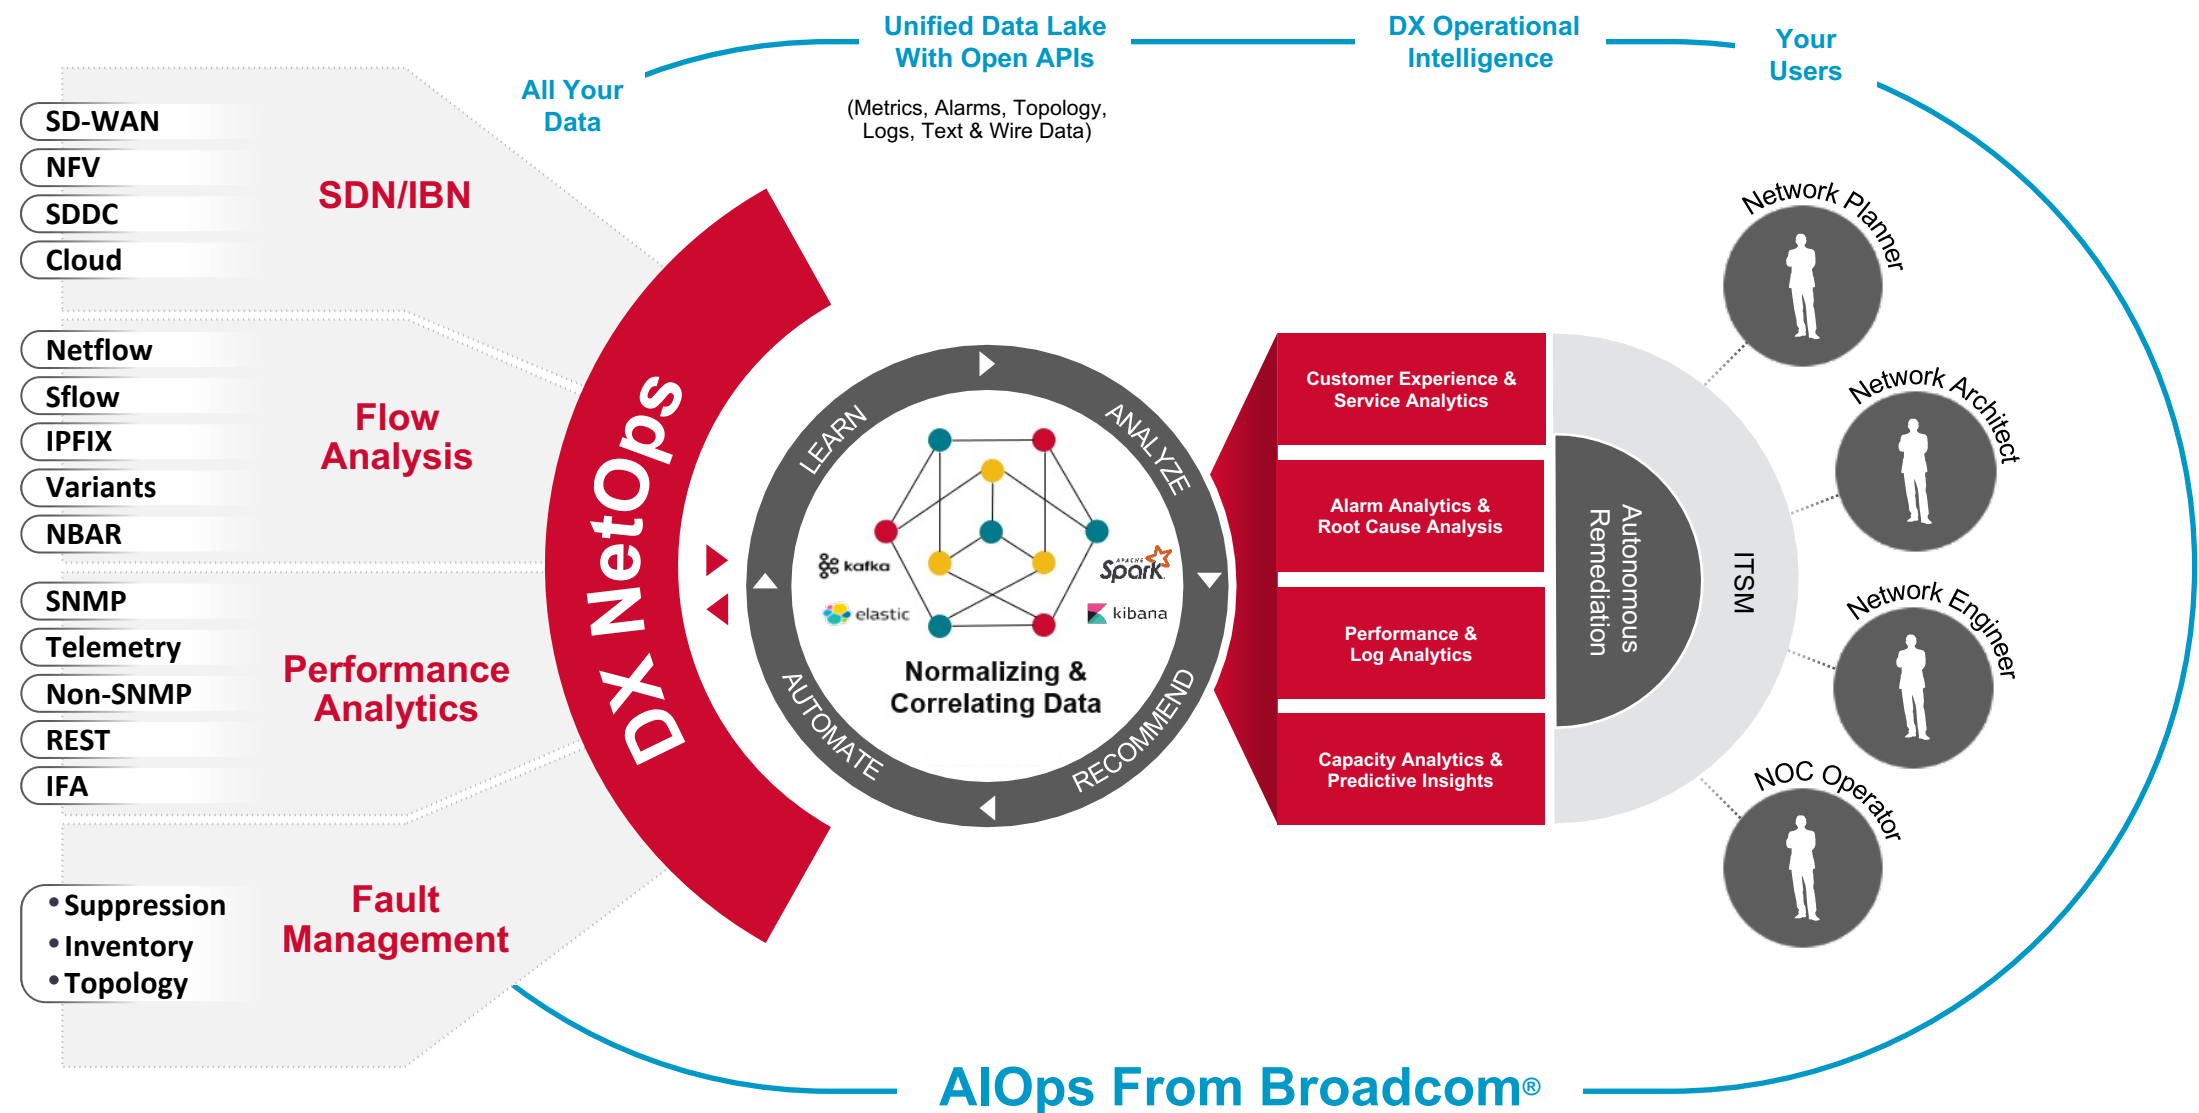 All Your
Data
Unified Data Lake
With Open APIs
(Metrics, Alarms, Topology,
Logs, Text & Wire Data)
DX Operational
Intelligence
Your
Users
SD-WAN
NFV
SDDC
Cloud
SDN/IBN
Netflow
Sflow
IPFIX
Variants
NBAR
Flow
Analysis
SNMP
Telemetry
Non-SNMP
REST
IFA
Performance
Analytics
•Suppression
•Inventory
•Topology
Fault
Management
DX NetOps
LEARN
ANALYZE
RECOMMEND
AUTOMATE
kafka
elastic
APACHE
Spark
kibana
Normalizing &
Correlating Data
Customer Experience &
Service Analytics
Alarm Analytics &
Root Cause Analysis
Performance &
Log Analytics
Capacity Analytics &
Predictive Insights
Autonomous
Remediation
ITSM
Network Planner
Network Architect
Network Engineer
NOC Operator
AIOps From Broadcom®